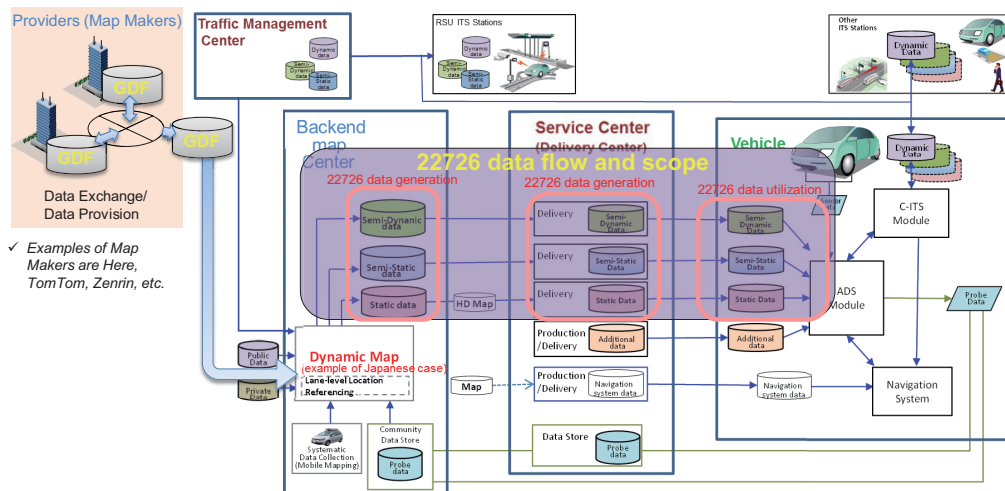 Providers (Map Makers)
GDF
GDF
GDF
Data Exchange/
Data Provision
✓ Examples of Map
Makers are Here,
TomTom, Zenrin, etc.
Traffic Management
Center
Dynamic
data
Semi-
Dynamic
data
Semi-
Static
data
RSU ITS Stations
Dynamic
data
Semi-
Dynamic
data
Semi-
Static
data
Other
ITS Stations
Dynamic
Data
Backend
map
Center
Service Center
(Delivery Center)
Vehicle
22726 data flow and scope
22726 data generation
22726 data generation
22726 data utilization
Dynamic
Data
C-ITS
Module
Semi-Dynanic
data
Delivery
Semi-
Dynamic
Data
Semi-
Dynamic
Data
Semi-Static
Data
Delivery
Semi-Static
Data
Semi-Static
Data
Static data
HD Map
Delivery
Static Data
Static Data
ADS
Module
Probe
Data
Production
/Delivery
Additional
data
Additional
data
Public
Data
Private
Data
Dynamic Map
(example of Japanese case)
Lane-level Location
Referencing
Map
Production
/Delivery
Navigation
system data
Navigation
system data
Navigation
System
Systematic
Data Collection
(Mobile Mapping)
Community
Data Store
Probe
data
Data Store
Probe
data